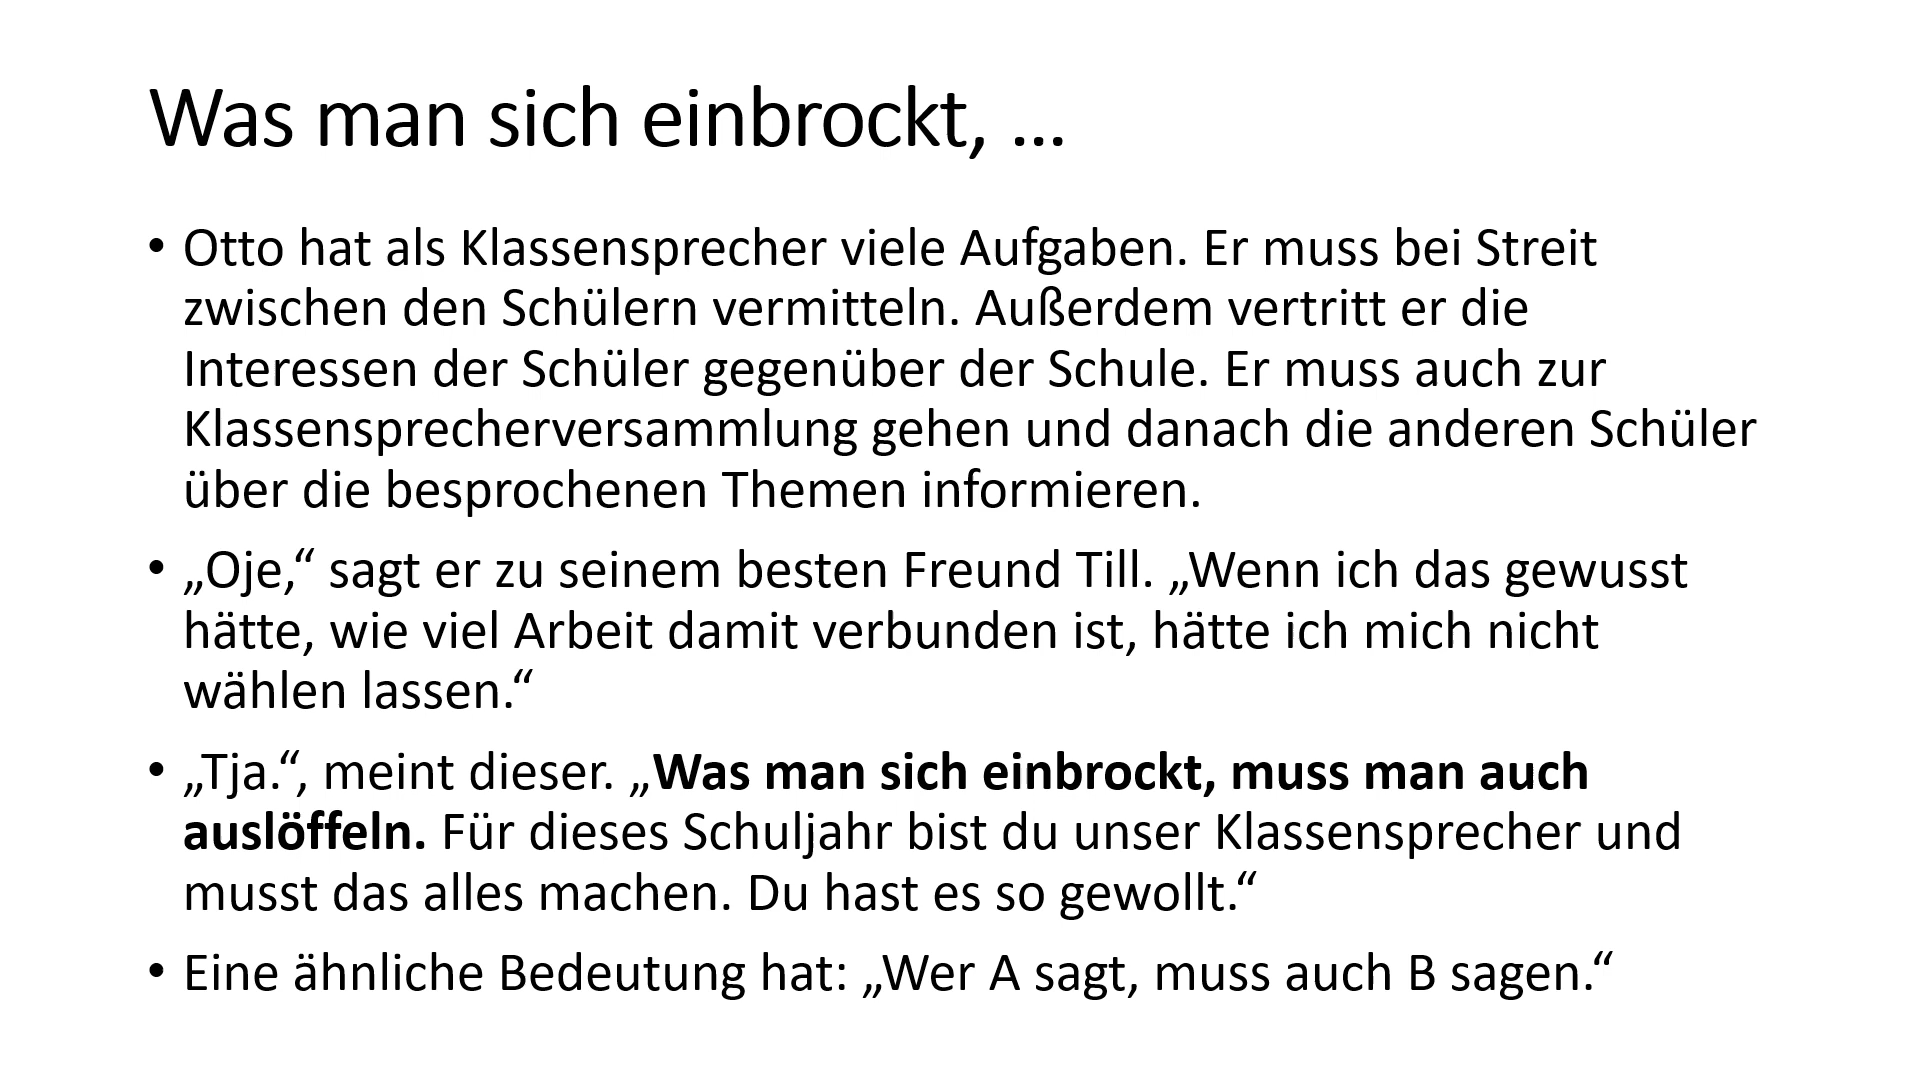 Was man sich einbrockt, …
• Otto hat als Klassensprecher viele Aufgaben. Er muss bei Streit
zwischen den Schülern vermitteln. Außerdem vertritt er die
Interessen der Schüler gegenüber der Schule. Er muss auch zur
Klassensprecherversammlung gehen und danach die anderen Schüler
über die besprochenen Themen informieren.
• „Oje,“ sagt er zu seinem besten Freund Till. „Wenn ich das gewusst
hätte, wie viel Arbeit damit verbunden ist, hätte ich mich nicht
wählen lassen.“
• „Tja.“, meint dieser. „Was man sich einbrockt, muss man auch
auslöffeln. Für dieses Schuljahr bist du unser Klassensprecher und
musst das alles machen. Du hast es so gewollt.“
• Eine ähnliche Bedeutung hat: „Wer A sagt, muss auch B sagen.“